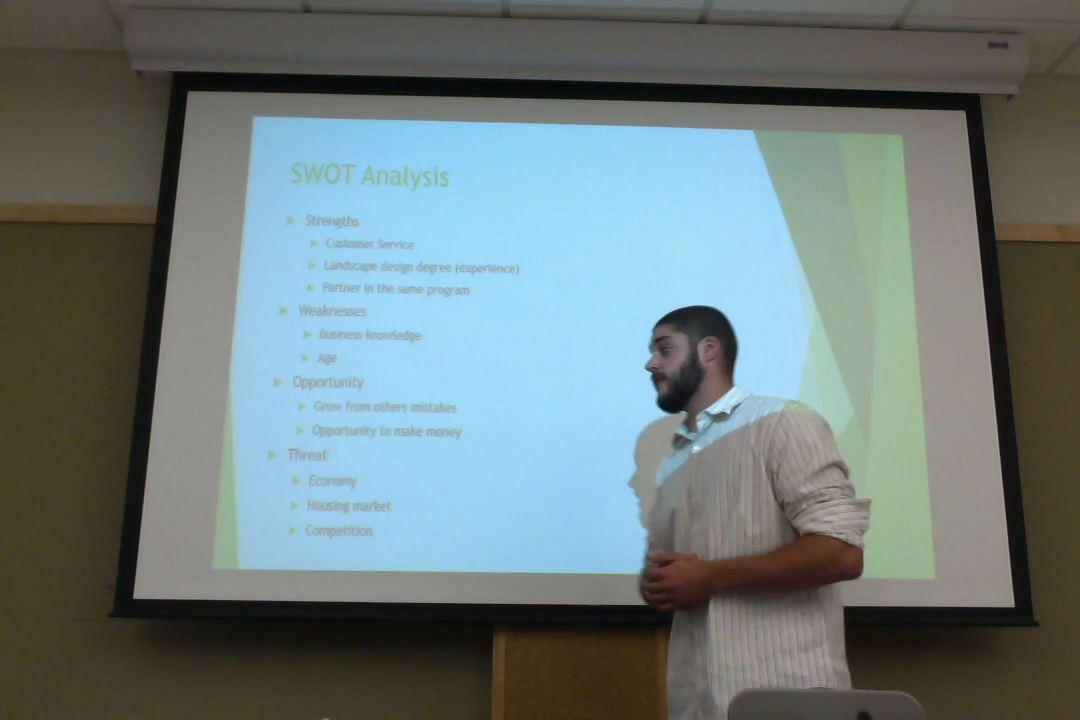 SWOT Analysis
Strengths
Customer Service
Landscape design degree (experience)
Partner in the same program
Weaknesses
Business knowledge
Age
Opportunity
Grow from others mistakes
Opportunity to make money
Threat
Economy
Housing market
Competition